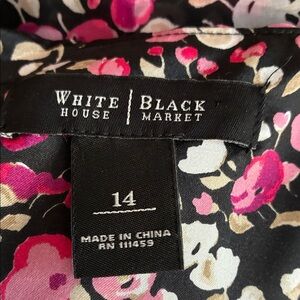 WHITE | BLACK
HOUSE | MARKET
14
MADE IN CHINA
RN 111459